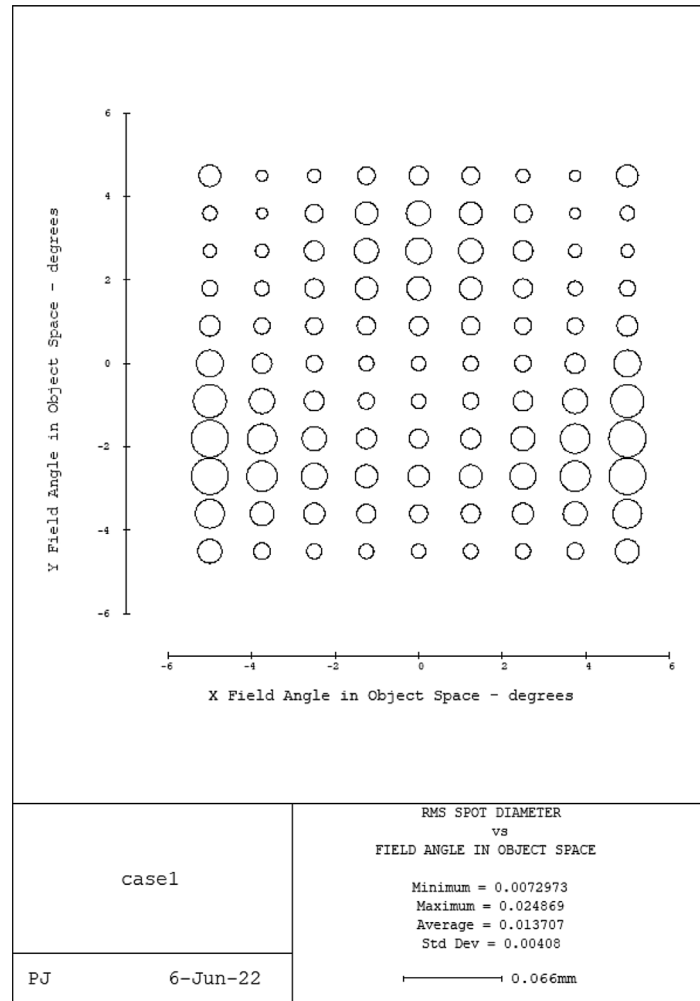 6
4
2
0
-2
-4
-6
Y Field Angle in Object Space - degrees
-6
-4
-2
0
2
4
6
X Field Angle in Object Space - degrees
case1
PJ 6-Jun-22
RMS SPOT DIAMETER
vs
FIELD ANGLE IN OBJECT SPACE
Minimum = 0.0072973
Maximum = 0.024869
Average = 0.013707
Std Dev = 0.00408
0.066mm